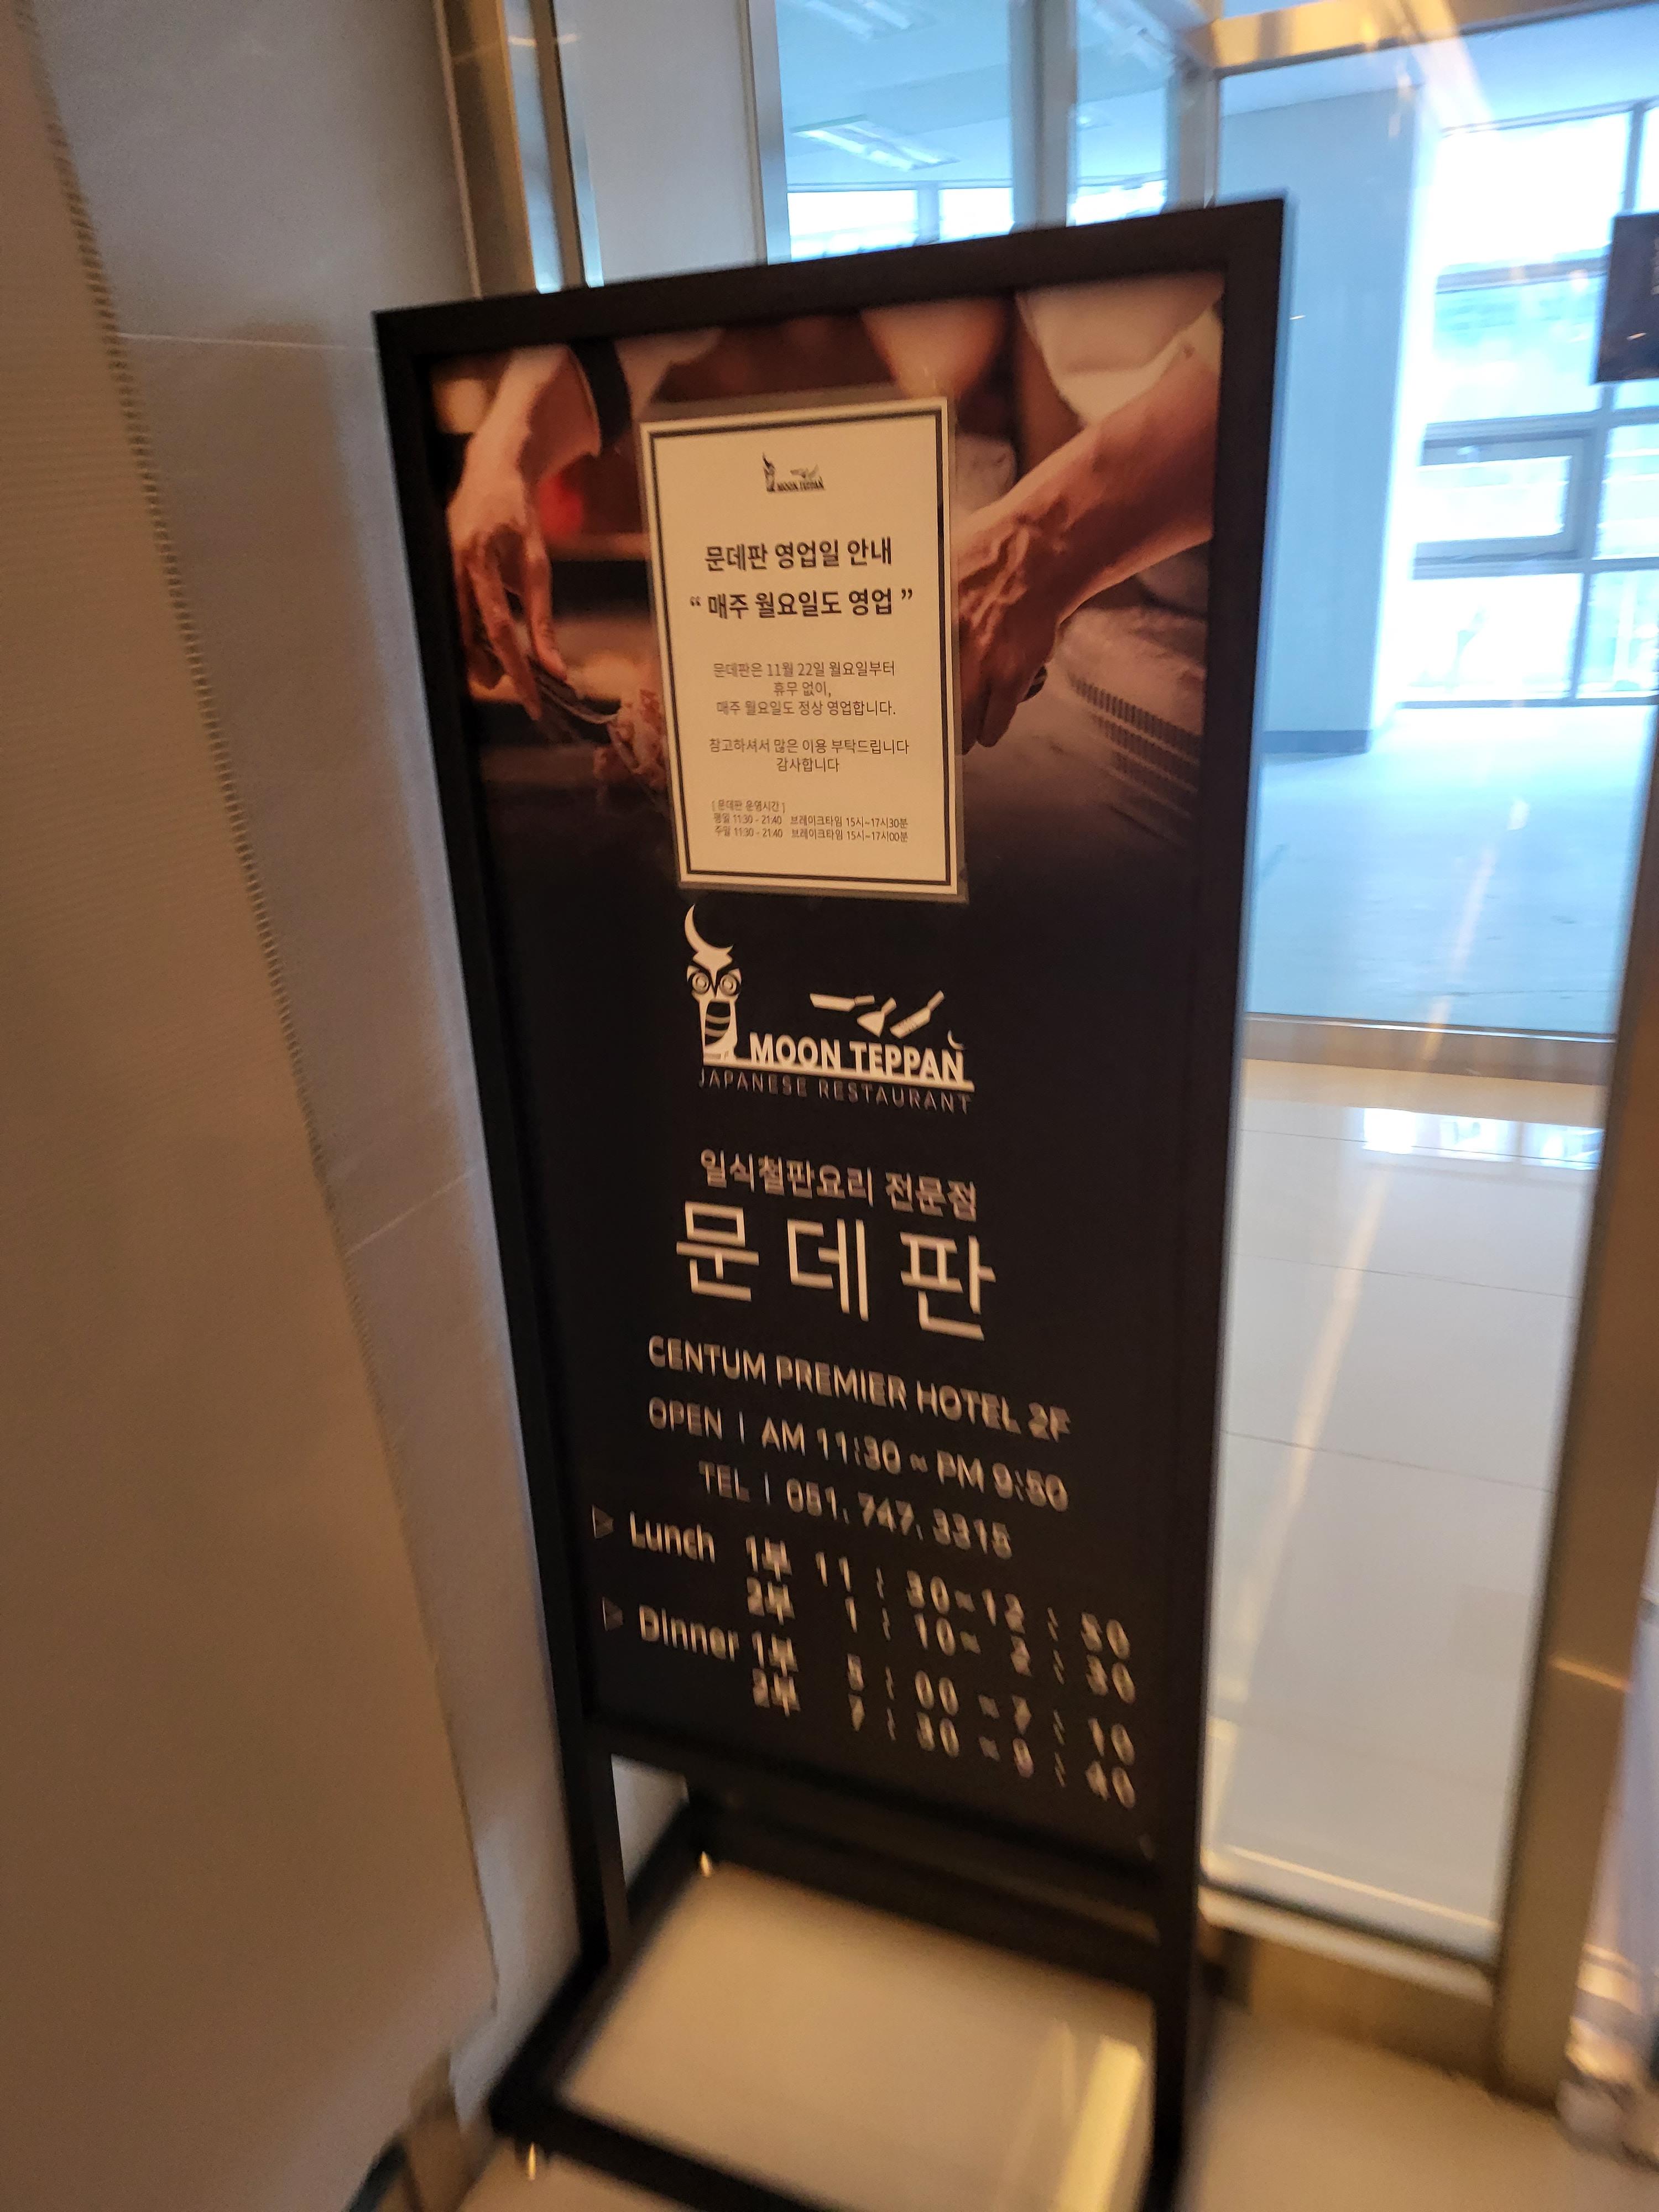 MOON TEPPAN
문데판 영업일 안내
“ 매주 월요일도 영업 ”
문데판은 11월 22일 월요일부터
휴무 없이,
매주 월요일도 정상 영업합니다.
참고하셔서 많은 이용 부탁드립니다
감사합니다
[ 문데판 운영시간 ]
평일 11:30 - 21:40 브레이크타임 15시~17시30분
주말 11:30 - 21:40 브레이크타임 15시~17시00분
MOON TEPPAN
JAPANESE RESTAURANT
일식철판요리 전문점
문데판
CENTUM PREMIER HOTEL 2F
OPEN | AM 11:30 ~ PM 9:50
TEL | 051. 747. 3315
▷ Lunch 1부 11 : 30~12 : 50
2부 1 : 10~ 2 : 30
▷ Dinner 1부 5 : 00 ~ 7 : 10
2부 7 : 30 ~ 9 : 40